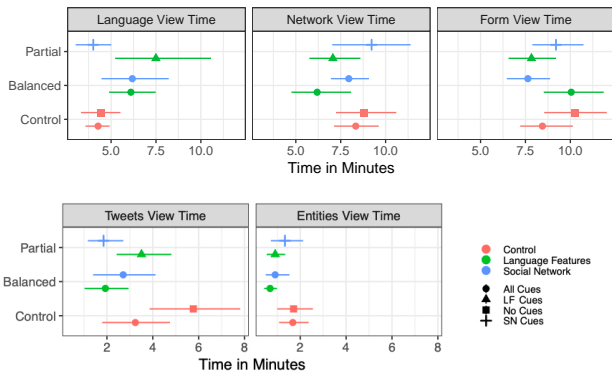 Language View Time Network View Time Form View Time
Partial
Balanced
Control
5.0 7.5 10.0 5.0 7.5 10.0 5.0 7.5 10.0
Time in Minutes
Tweets View Time Entities View Time
Partial
Balanced
Control
2 4 6 8 2 4 6 8
Time in Minutes
Control
Language Features
Social Network
All Cues
LF Cues
No Cues
SN Cues